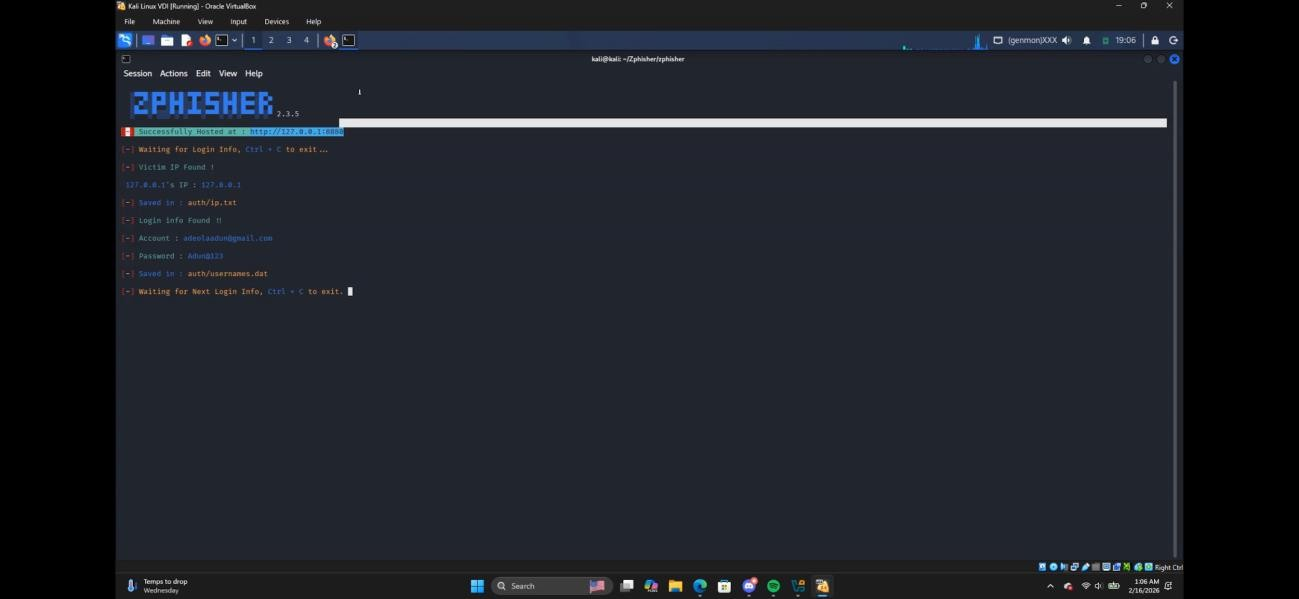 Kali Linux VDI [Running] - Oracle VirtualBox
File Machine View Input Devices Help
1 2 3 4 (genmon)XXX 19:06
kali@kali: ~/Zphisher/zphisher
Session Actions Edit View Help
ZPHISHER 2.3.5
[-] Successfully Hosted at : http://127.0.0.1:8080
[-] Waiting for Login Info, Ctrl + C to exit...
[-] Victim IP Found !
127.0.0.1's IP : 127.0.0.1
[-] Saved in : auth/ip.txt
[-] Login info Found !!
[-] Account : adeolaadun@gmail.com
[-] Password : Adun@123
[-] Saved in : auth/usernames.dat
[-] Waiting for Next Login Info, Ctrl + C to exit.
Right Ctrl
Temps to drop
Wednesday
Search
1:06 AM
2/16/2026